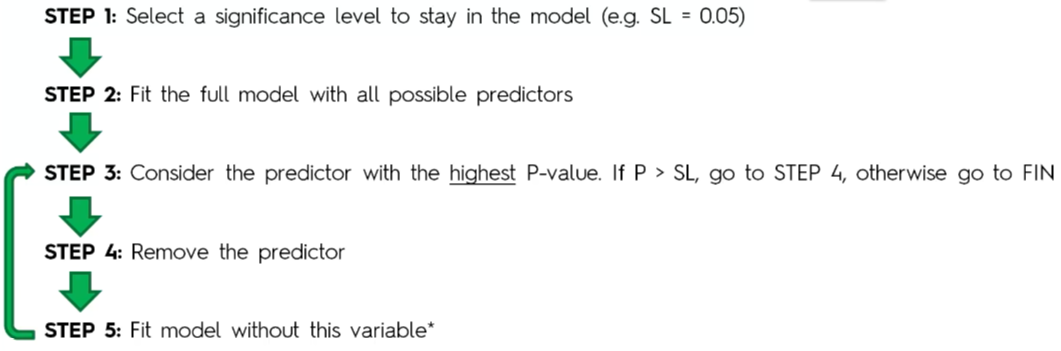 STEP 1: Select a significance level to stay in the model (e.g. SL = 0.05)
STEP 2: Fit the full model with all possible predictors
STEP 3: Consider the predictor with the highest P-value. If P > SL, go to STEP 4, otherwise go to FIN
STEP 4: Remove the predictor
STEP 5: Fit model without this variable*